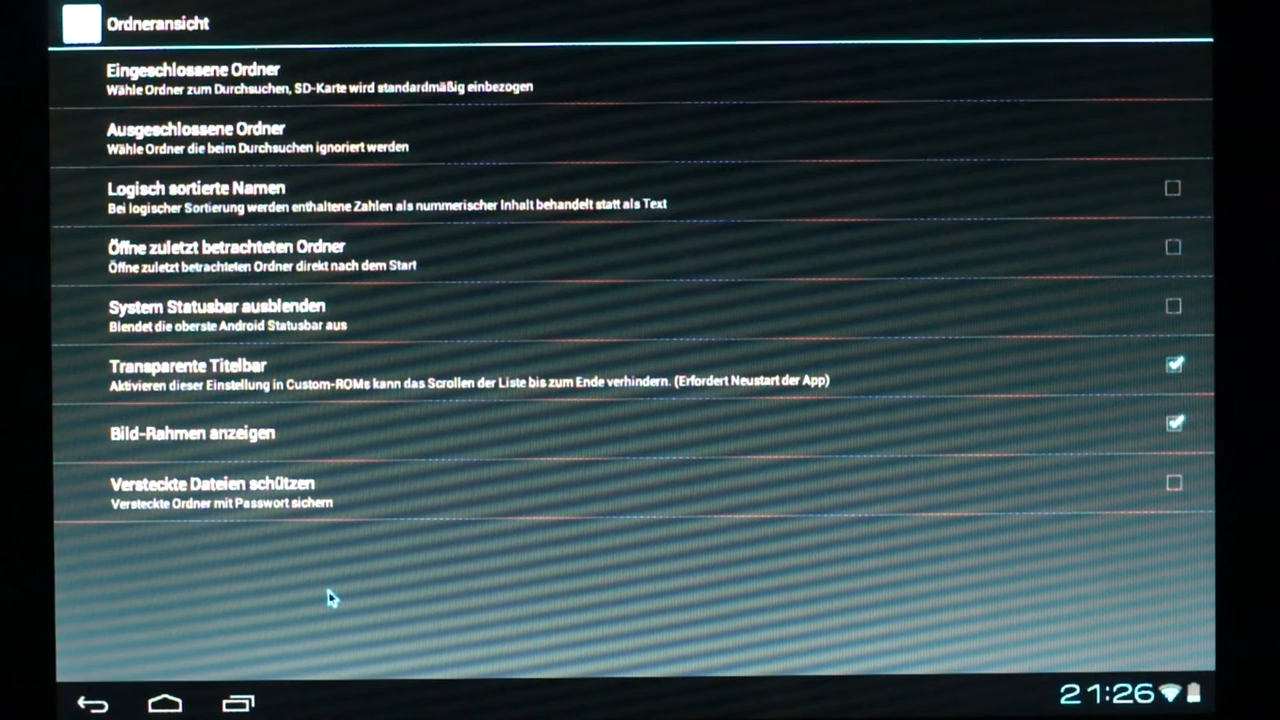 Ordneransicht
Eingeschlossene Ordner
Wähle Ordner zum Durchsuchen, SD-Karte wird standardmäßig einbezogen
Ausgeschlossene Ordner
Wähle Ordner die beim Durchsuchen ignoriert werden
Logisch sortierte Namen
Bei logischer Sortierung werden enthaltene Zahlen als nummerischer Inhalt behandelt statt als Text
Öffne zuletzt betrachteten Ordner
Öffne zuletzt betrachteten Ordner direkt nach dem Start
System Statusbar ausblenden
Blendet die oberste Android Statusbar aus
Transparente Titelbar
Aktivieren dieser Einstellung in Custom-ROMs kann das Scrollen der Liste bis zum Ende verhindern. (Erfordert Neustart der App)
Bild-Rahmen anzeigen
Versteckte Dateien schützen
Versteckte Ordner mit Passwort sichern
21:26